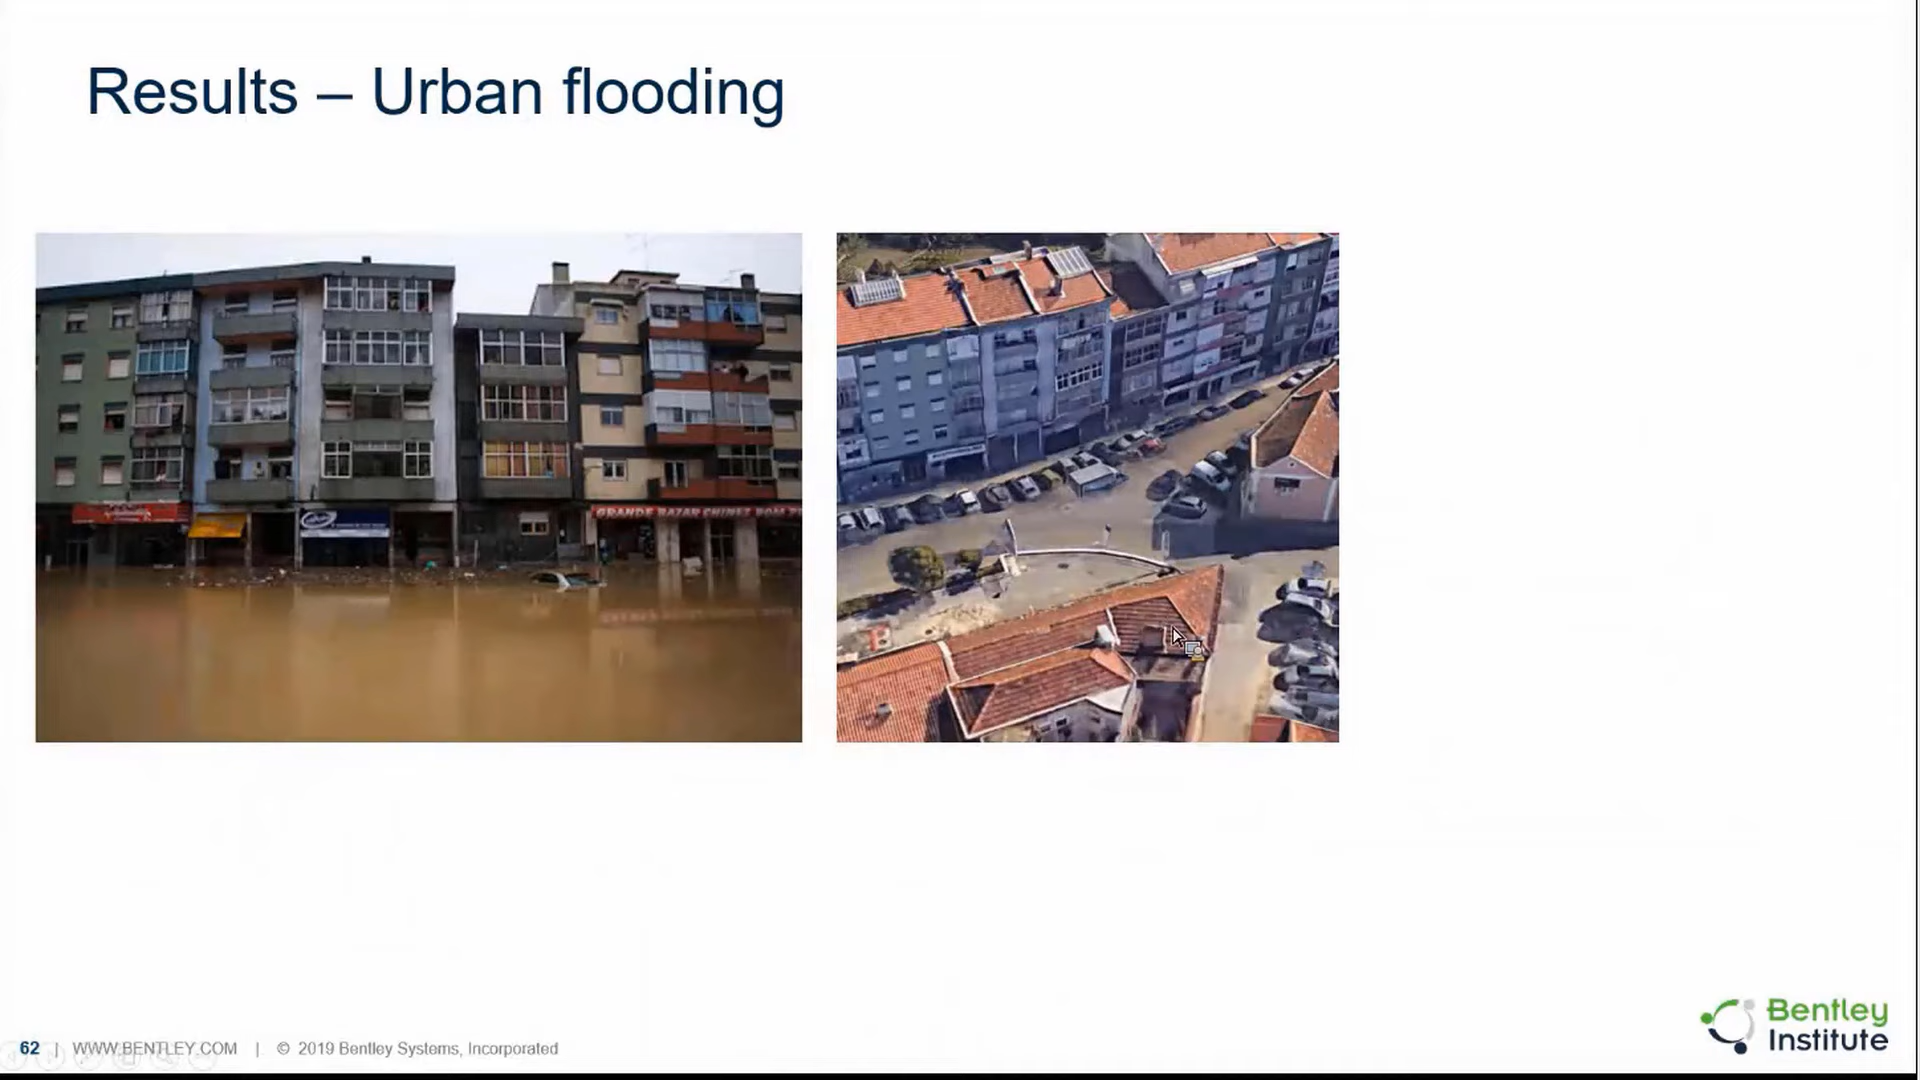 Results – Urban flooding
GRANDE BAZAR CHINES BOM P
62 | WWW.BENTLEY.COM | © 2019 Bentley Systems, Incorporated
Bentley
Institute